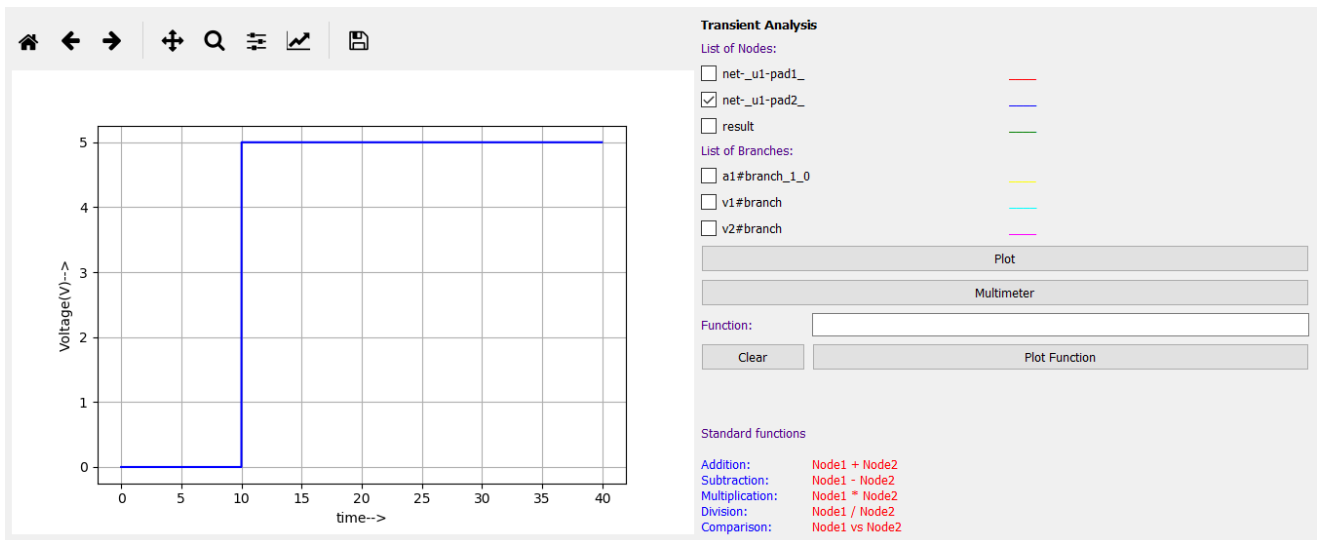 Transient Analysis
List of Nodes:
net-_u1-pad1_
net-_u1-pad2_
result
List of Branches:
a1#branch_1_0
v1#branch
v2#branch
Plot
Multimeter
Function:
Clear Plot Function
Standard functions
Addition: Node1 + Node2
Subtraction: Node1 - Node2
Multiplication: Node1 * Node2
Division: Node1 / Node2
Comparison: Node1 vs Node2
Voltage(V)-->
5
4
3
2
1
0
0 5 10 15 20 25 30 35 40
time-->